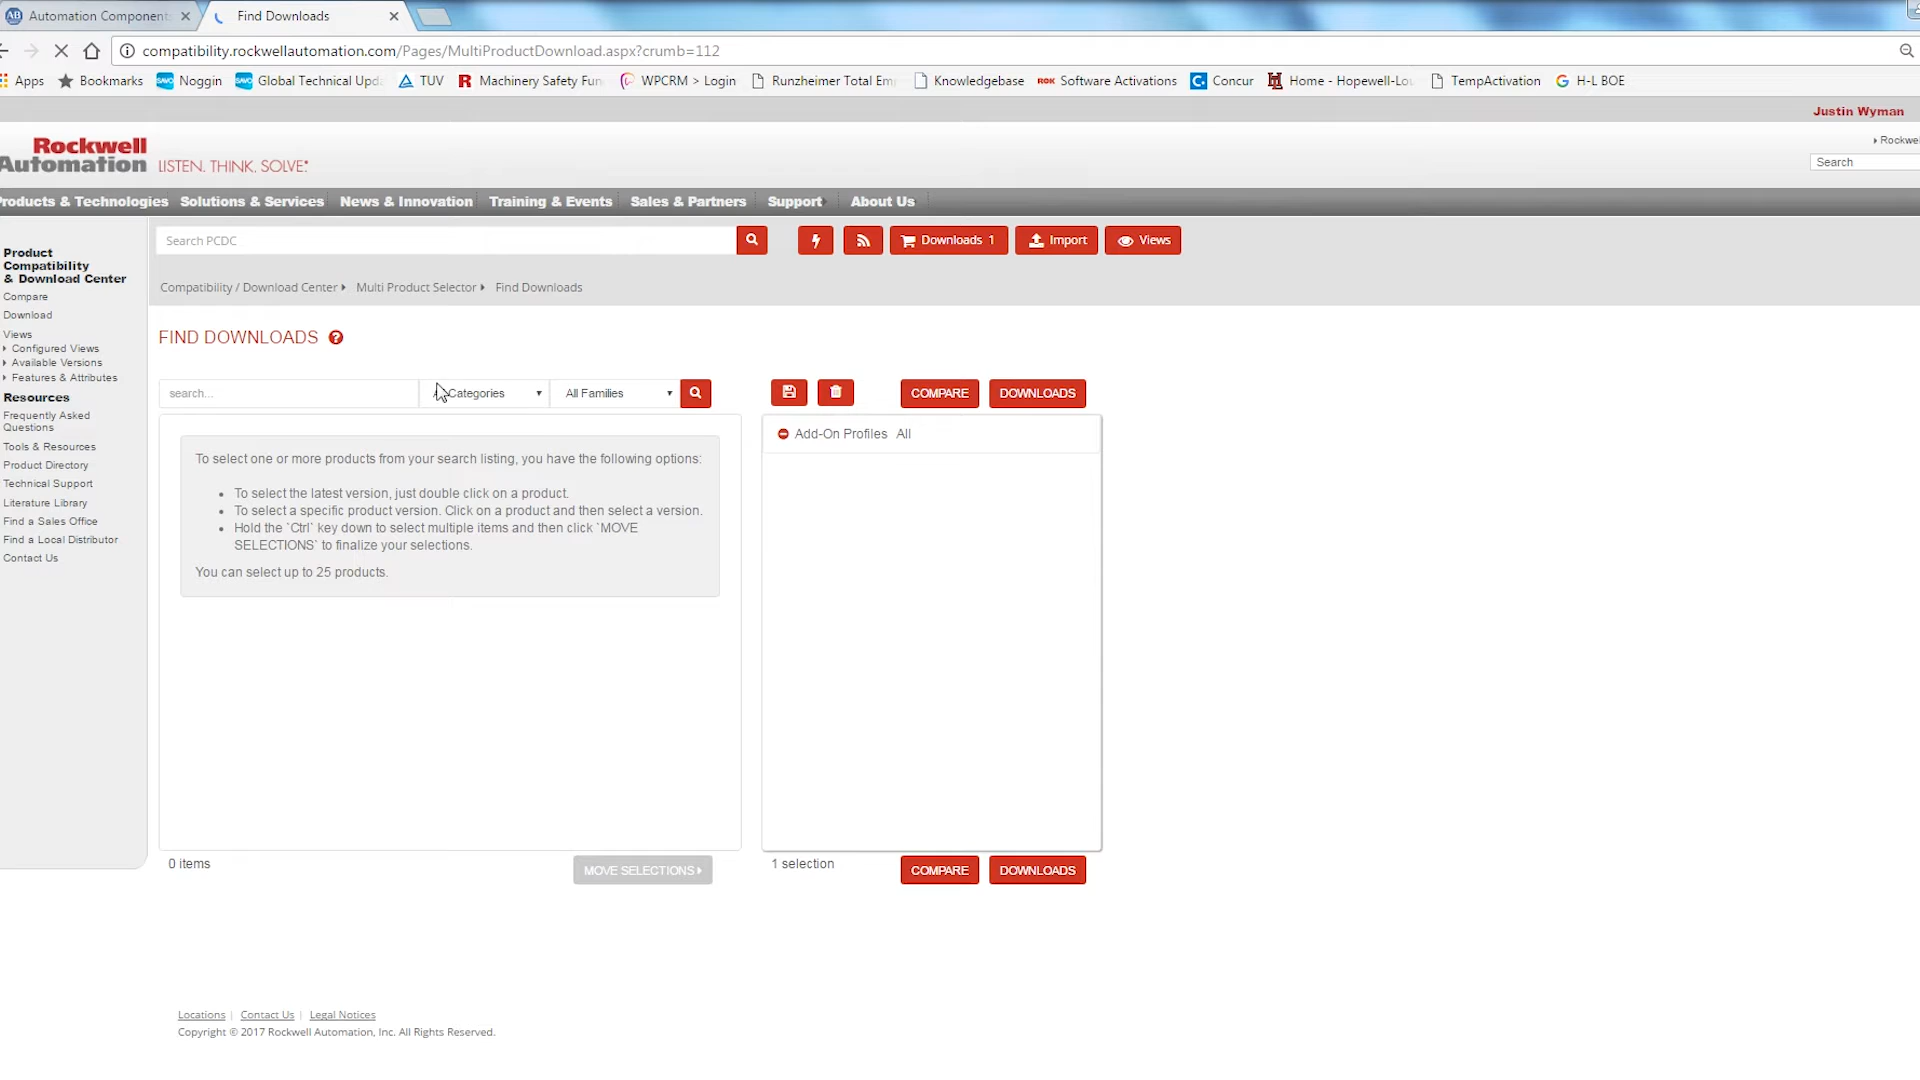 Automation Component
Find Downloads
compatibility.rockwellautomation.com/Pages/MultiProductDownload.aspx?crumb=112
Apps Bookmarks Noggin Global Technical Upd TUV Machinery Safety Fun WPCRM > Login Runzheimer Total Em Knowledgebase ROK Software Activations Concur Home - Hopewell-Lo TempActivation H-L BOE
Justin Wyman
Rockwell
Automation LISTEN. THINK. SOLVE.®
Rockwe
Search
Products & Technologies Solutions & Services News & Innovation Training & Events Sales & Partners Support About Us
Search PCDC
Downloads 1 Import Views
Compatibility / Download Center Multi Product Selector Find Downloads
Product
Compatibility
& Download Center
Compare
Download
Views
Configured Views
Available Versions
Features & Attributes
Resources
Frequently Asked
Questions
Tools & Resources
Product Directory
Technical Support
Literature Library
Find a Sales Office
Find a Local Distributor
Contact Us
FIND DOWNLOADS
search... Categories All Families
COMPARE DOWNLOADS
To select one or more products from your search listing, you have the following options:
To select the latest version, just double click on a product.
To select a specific product version. Click on a product and then select a version.
Hold the `Ctrl` key down to select multiple items and then click `MOVE
SELECTIONS` to finalize your selections.
You can select up to 25 products.
0 items
MOVE SELECTIONS
Add-On Profiles All
1 selection
COMPARE DOWNLOADS
Locations | Contact Us | Legal Notices
Copyright © 2017 Rockwell Automation, Inc. All Rights Reserved.